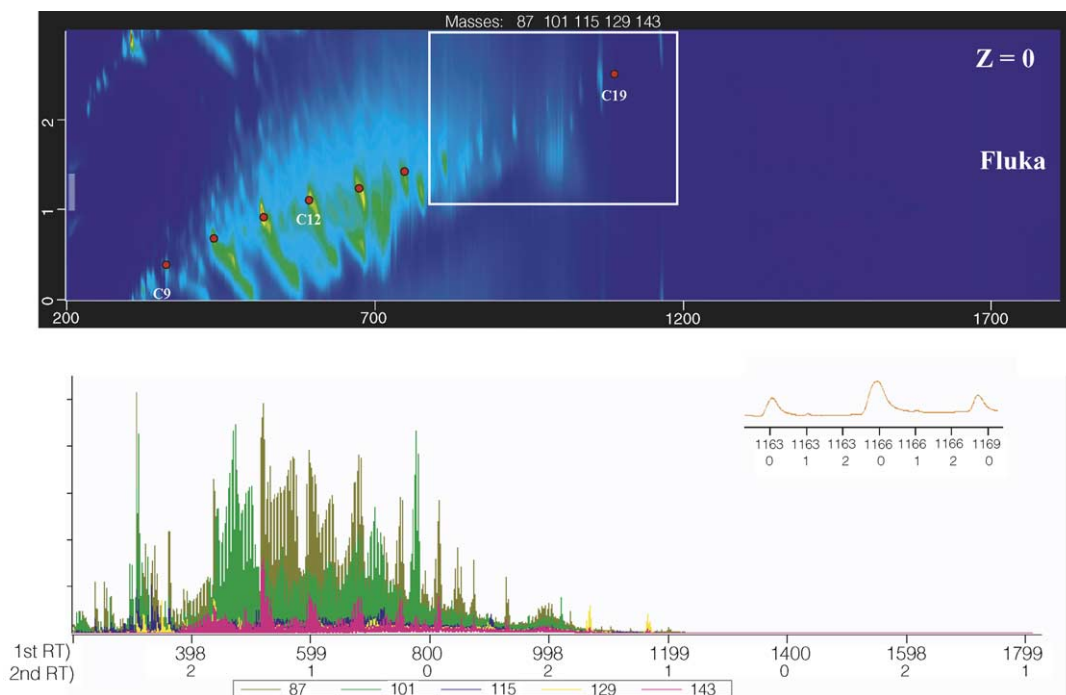 Masses: 87 101 115 129 143
Z = 0
C19
2
Fluka
1
C12
C9
0
200 700 1200 1700
1163 1163 1163 1166 1166 1166 1169
0 1 2 0 1 2 0
1st RT) 398 599 800 998 1199 1400 1598 1799
2nd RT) 2 1 0 2 1 0 2 1
87 101 115 129 143